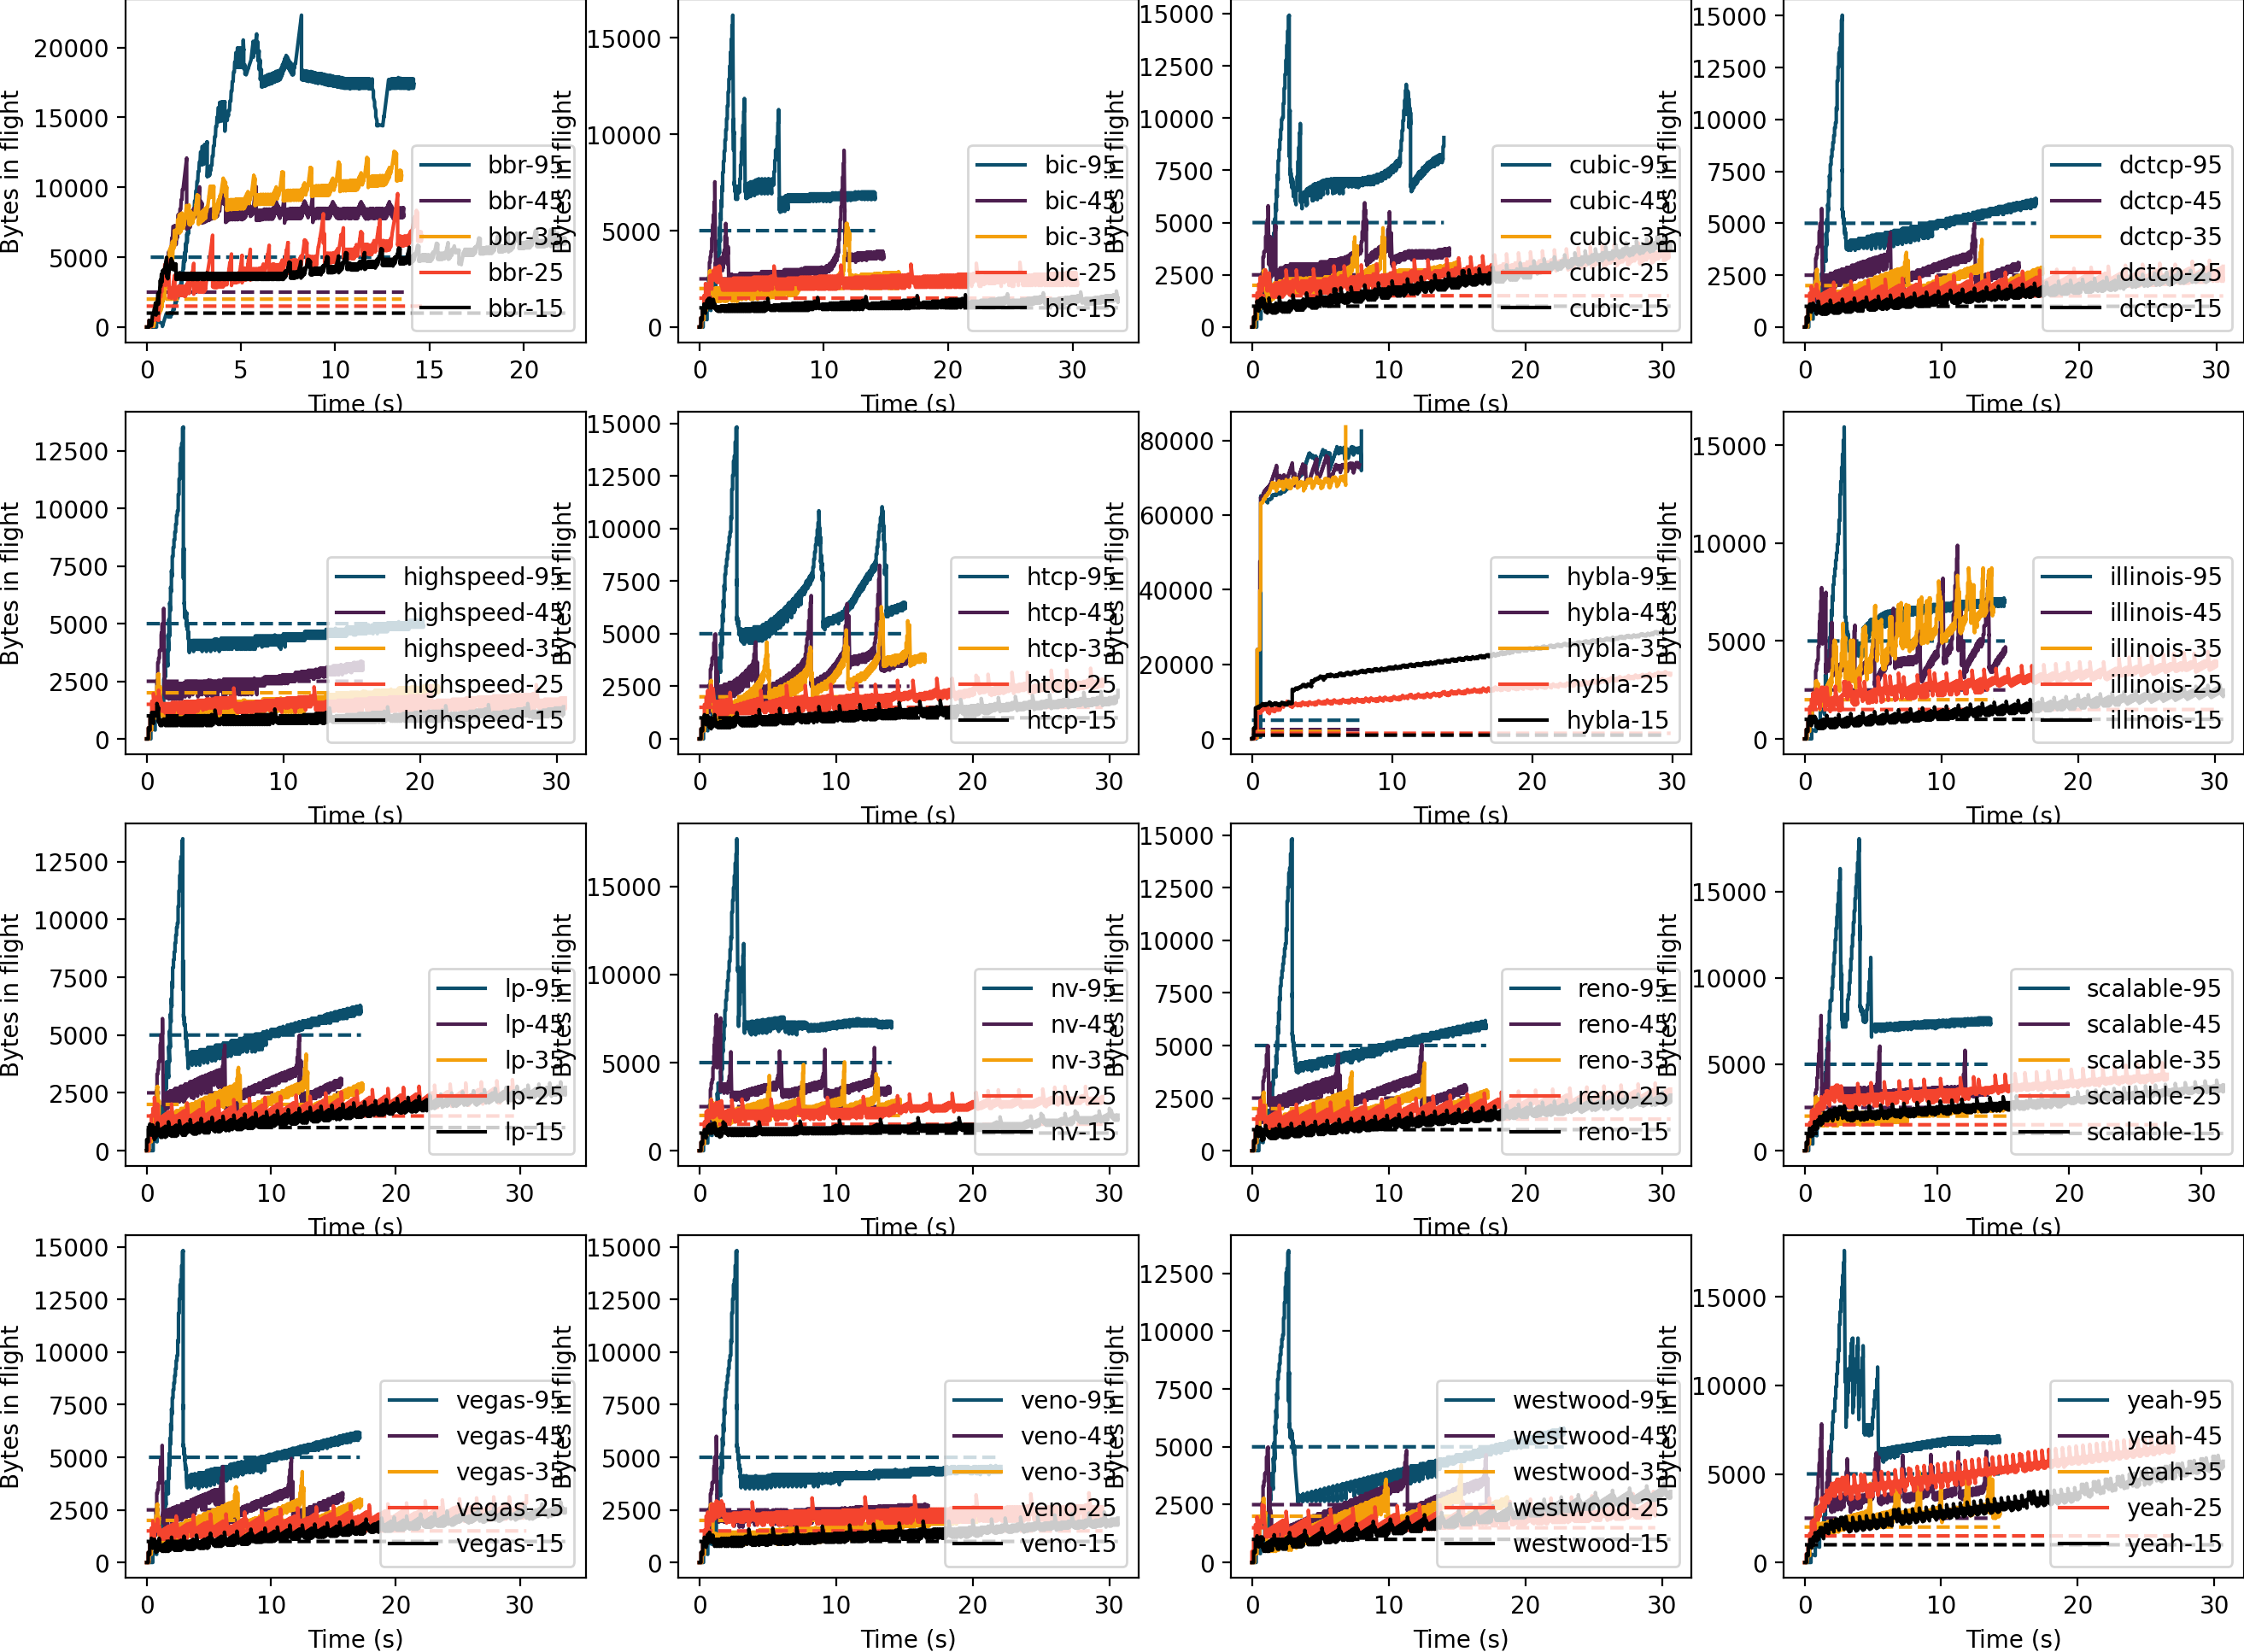 Bytes in flight
20000
15000
10000
5000
0
bbr-95
bbr-45
bbr-35
bbr-25
bbr-15
0 5 10 15 20
Time (s)
Bytes in flight
15000
10000
5000
0
bic-95
bic-45
bic-35
bic-25
bic-15
0 10 20 30
Time (s)
Bytes in flight
15000
12500
10000
7500
5000
2500
0
cubic-95
cubic-45
cubic-35
cubic-25
cubic-15
0 10 20 30
Time (s)
Bytes in flight
15000
12500
10000
7500
5000
2500
0
dctcp-95
dctcp-45
dctcp-35
dctcp-25
dctcp-15
0 10 20 30
Time (s)
Bytes in flight
12500
10000
7500
5000
2500
0
highspeed-95
highspeed-45
highspeed-35
highspeed-25
highspeed-15
0 10 20 30
Time (s)
Bytes in flight
15000
12500
10000
7500
5000
2500
0
htcp-95
htcp-45
htcp-35
htcp-25
htcp-15
0 10 20 30
Time (s)
Bytes in flight
80000
60000
40000
20000
0
hybla-95
hybla-45
hybla-35
hybla-25
hybla-15
0 10 20 30
Time (s)
Bytes in flight
15000
10000
5000
0
illinois-95
illinois-45
illinois-35
illinois-25
illinois-15
0 10 20 30
Time (s)
Bytes in flight
12500
10000
7500
5000
2500
0
lp-95
lp-45
lp-35
lp-25
lp-15
0 10 20 30
Time (s)
Bytes in flight
15000
10000
5000
0
nv-95
nv-45
nv-35
nv-25
nv-15
0 10 20 30
Time (s)
Bytes in flight
15000
12500
10000
7500
5000
2500
0
reno-95
reno-45
reno-35
reno-25
reno-15
0 10 20 30
Time (s)
Bytes in flight
15000
10000
5000
0
scalable-95
scalable-45
scalable-35
scalable-25
scalable-15
0 10 20 30
Time (s)
Bytes in flight
15000
12500
10000
7500
5000
2500
0
vegas-95
vegas-45
vegas-35
vegas-25
vegas-15
0 10 20 30
Time (s)
Bytes in flight
15000
12500
10000
7500
5000
2500
0
veno-95
veno-45
veno-35
veno-25
veno-15
0 10 20 30
Time (s)
Bytes in flight
12500
10000
7500
5000
2500
0
westwood-95
westwood-45
westwood-35
westwood-25
westwood-15
0 10 20 30
Time (s)
Bytes in flight
15000
10000
5000
0
yeah-95
yeah-45
yeah-35
yeah-25
yeah-15
0 10 20 30
Time (s)